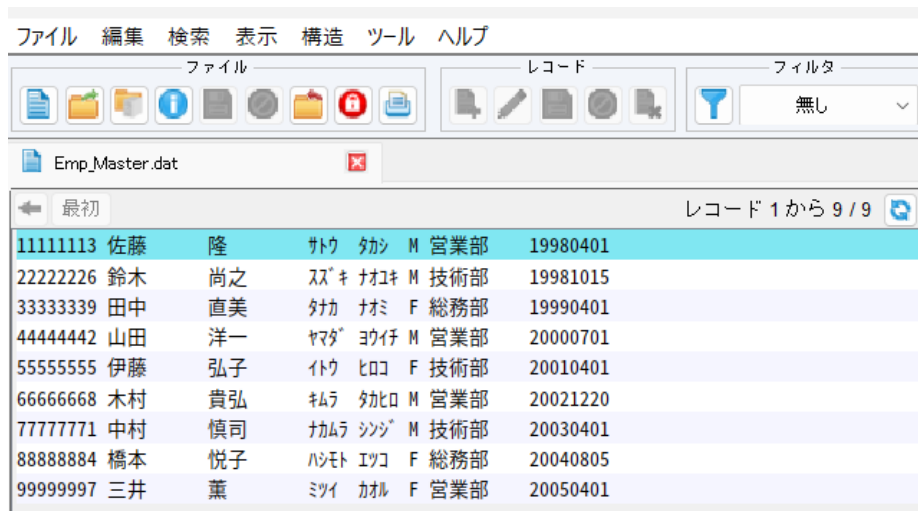 ファイル 編集 検索 表示 構造 ツール ヘルプ
ファイル レコード フィルタ
無し
Emp_Master.dat
最初 レコード 1 から 9 / 9
11111113 佐藤 隆 ｻﾄｳ ﾀｶｼ M 営業部 19980401
22222226 鈴木 尚之 ｽｽﾞｷ ﾅｵﾕｷ M 技術部 19981015
33333339 田中 直美 ﾀﾅｶ ﾅｵﾐ F 総務部 19990401
44444442 山田 洋一 ﾔﾏﾀﾞ ﾖｳｲﾁ M 営業部 20000701
55555555 伊藤 弘子 ｲﾄｳ ﾋﾛｺ F 技術部 20010401
66666668 木村 貴弘 ｷﾑﾗ ﾀｶﾋﾛ M 営業部 20021220
77777771 中村 慎司 ﾅｶﾑﾗ ｼﾝｼﾞ M 技術部 20030401
88888884 橋本 悦子 ﾊｼﾓﾄ ｴﾂｺ F 総務部 20040805
99999997 三井 薫 ﾐﾂｲ ｶｵﾙ F 営業部 20050401